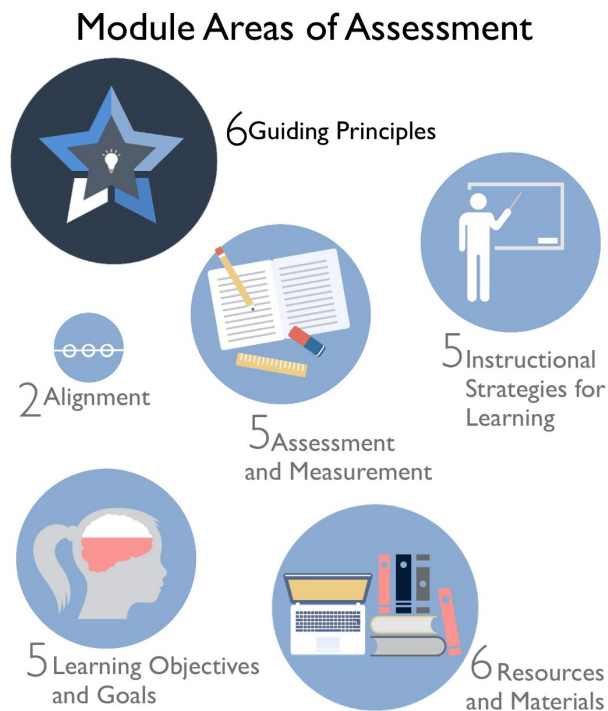 Module Areas of Assessment
6 Guiding Principles
5 Instructional
Strategies for
Learning
2 Alignment
5 Assessment
and Measurement
5 Learning Objectives
and Goals
6 Resources
and Materials